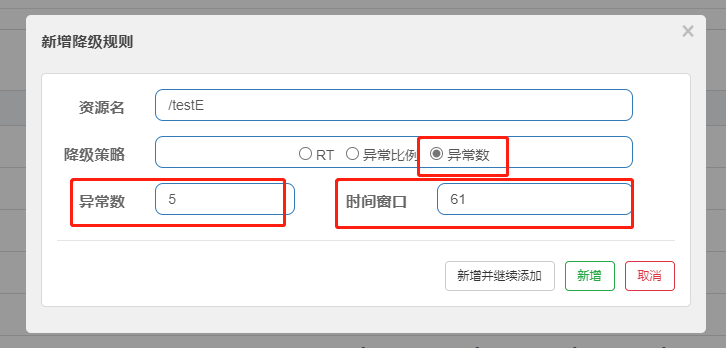 新增降级规则 ×
资源名 /testE
降级策略 RT 异常比例 异常数
异常数 5 时间窗口 61
新增并继续添加 新增 取消